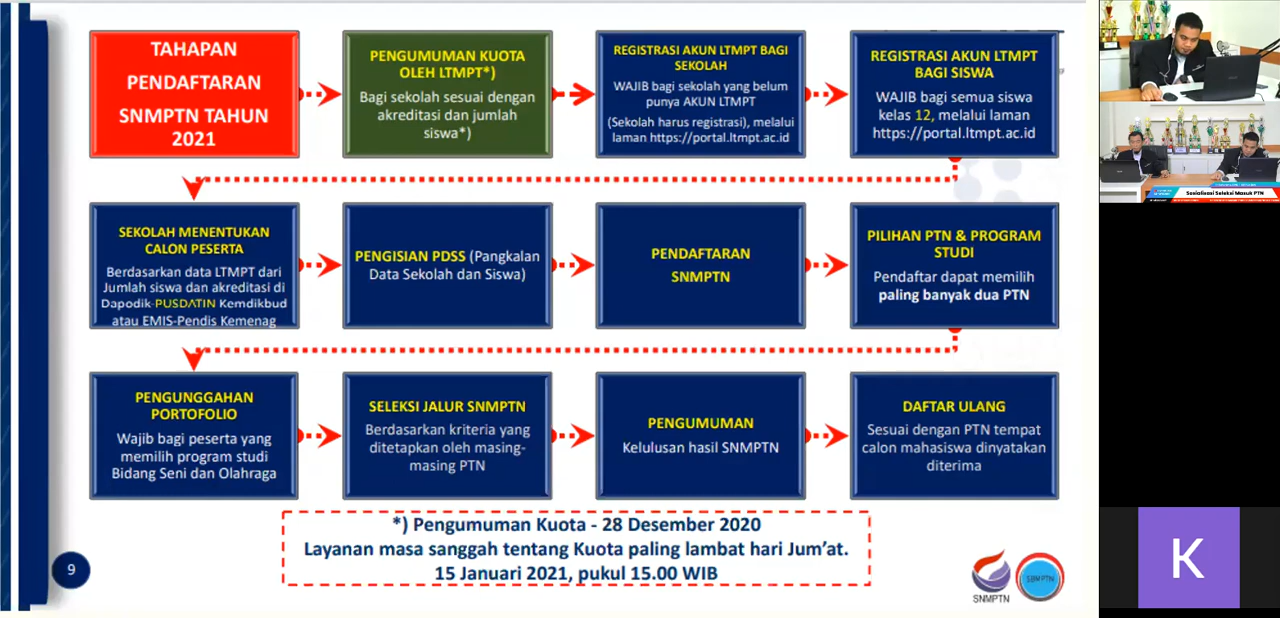 TAHAPAN
PENDAFTARAN
SNMPTN TAHUN
2021
PENGUMUMAN KUOTA
OLEH LTMPT*)
Bagi sekolah sesuai dengan
akreditasi dan jumlah
siswa*)
REGISTRASI AKUN LTMPT BAGI
SEKOLAH
WAJIB bagi sekolah yang belum
punya AKUN LTMPT
(Sekolah harus registrasi), melalui
laman https://portal.ltmpt.ac.id
REGISTRASI AKUN LTMPT
BAGI SISWA
WAJIB bagi semua siswa
kelas 12, melalui laman
https://portal.ltmpt.ac.id
SEKOLAH MENENTUKAN
CALON PESERTA
Berdasarkan data LTMPT dari
Jumlah siswa dan akreditasi di
Dapodik-PUSDATIN Kemdikbud
atau EMIS-Pendis Kemenag
PENGISIAN PDSS (Pangkalan
Data Sekolah dan Siswa)
PENDAFTARAN
SNMPTN
PILIHAN PTN & PROGRAM
STUDI
Pendaftar dapat memilih
paling banyak dua PTN
PENGUNGGAHAN
PORTOFOLIO
Wajib bagi peserta yang
memilih program studi
Bidang Seni dan Olahraga
SELEKSI JALUR SNMPTN
Berdasarkan kriteria yang
ditetapkan oleh masing-
masing PTN
PENGUMUMAN
Kelulusan hasil SNMPTN
DAFTAR ULANG
Sesuai dengan PTN tempat
calon mahasiswa dinyatakan
diterima
*) Pengumuman Kuota - 28 Desember 2020
Layanan masa sanggah tentang Kuota paling lambat hari Jum'at.
15 Januari 2021, pukul 15.00 WIB
9
SNMPTN
SBMPTN
Sosialisasi Seleksi Masuk PTN
K